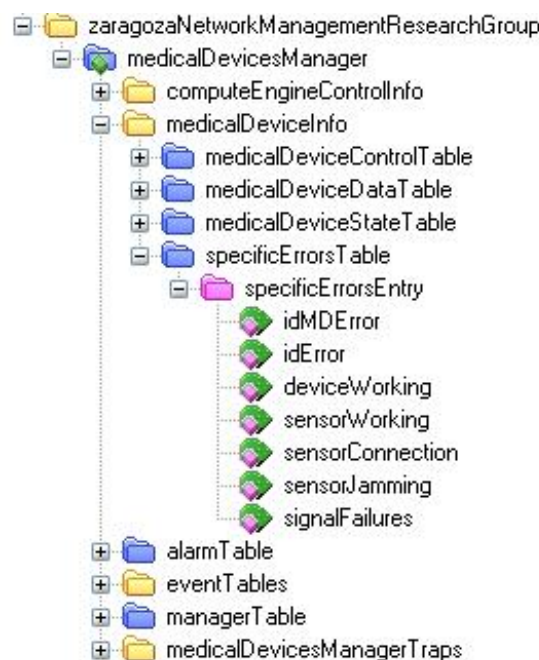 zaragozaNetworkManagementResearchGroup
medicalDevicesManager
computeEngineControlInfo
medicalDeviceInfo
medicalDeviceControlTable
medicalDeviceDataTable
medicalDeviceStateTable
specificErrorsTable
specificErrorsEntry
idMDError
idError
deviceWorking
sensorWorking
sensorConnection
sensorJamming
signalFailures
alarmTable
eventTables
managerTable
medicalDevicesManagerTraps